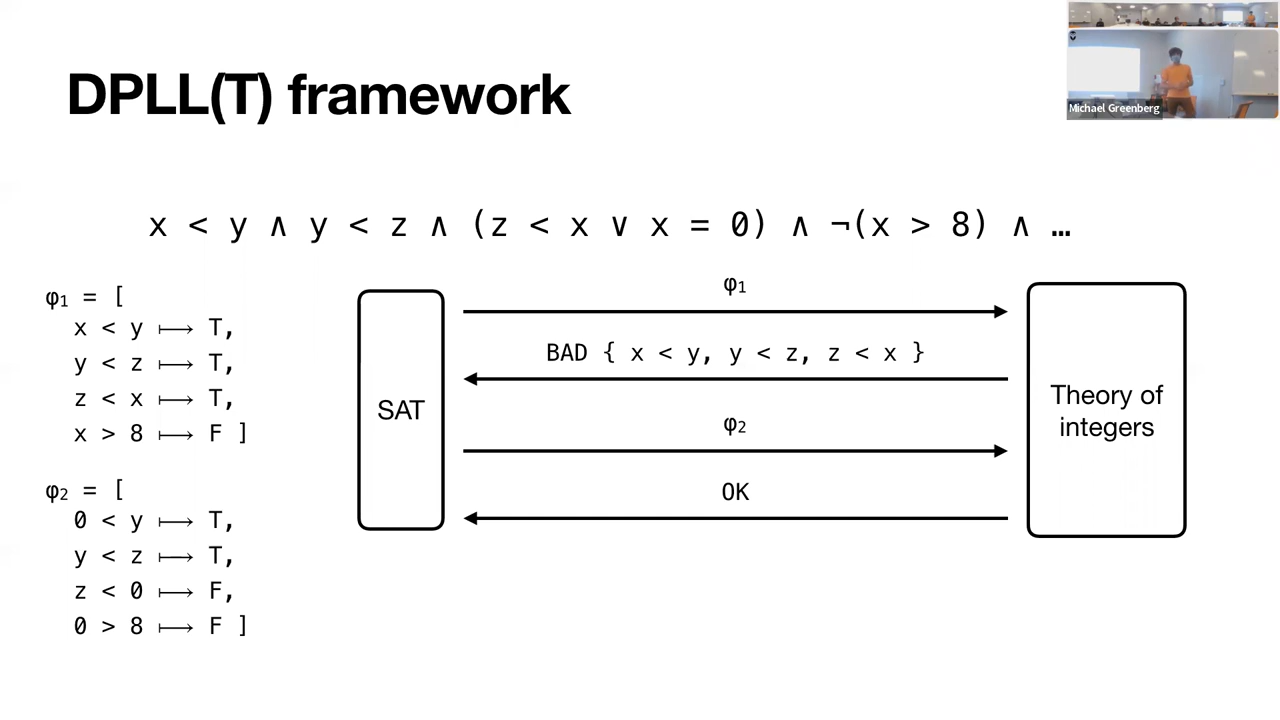 DPLL(T) framework
Michael Greenberg
x < y ∧ y < z ∧ (z < x ∨ x = 0) ∧ ¬(x > 8) ∧ …
φ₁ = [
x < y ⟼ T,
y < z ⟼ T,
z < x ⟼ T,
x > 8 ⟼ F ]
φ₂ = [
0 < y ⟼ T,
y < z ⟼ T,
z < 0 ⟼ F,
0 > 8 ⟼ F ]
SAT
φ₁
BAD { x < y, y < z, z < x }
φ₂
OK
Theory of
integers